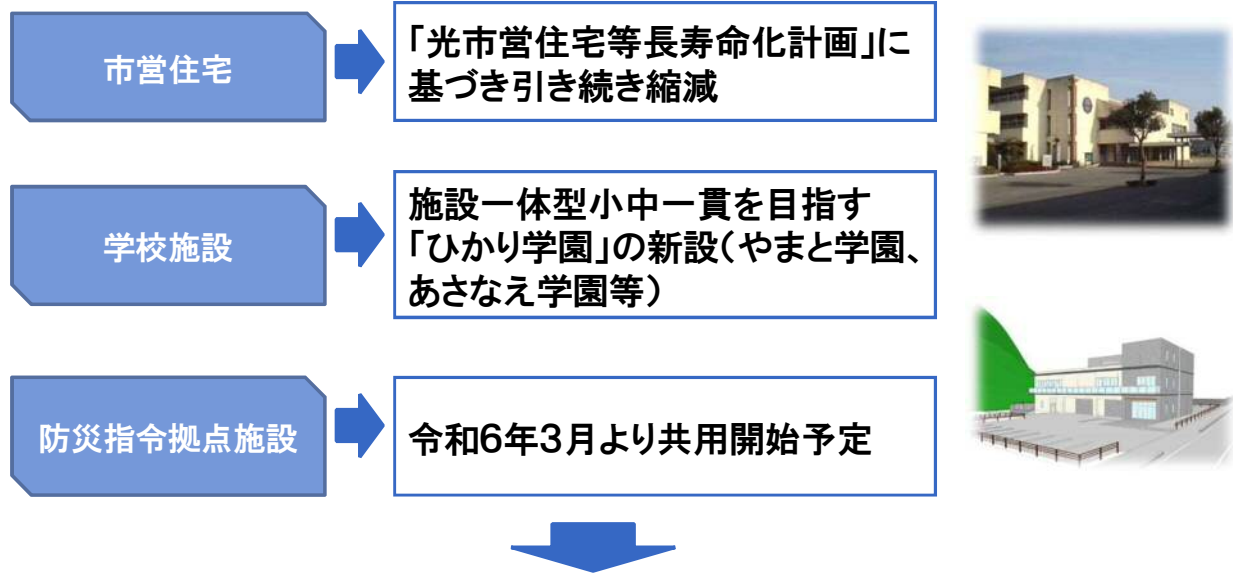 市営住宅
「光市営住宅等長寿命化計画」に
基づき引き続き縮減
学校施設
施設一体型小中一貫を目指す
「ひかり学園」の新設(やまと学園、
あさなえ学園等)
防災指令拠点施設
令和6年3月より共用開始予定